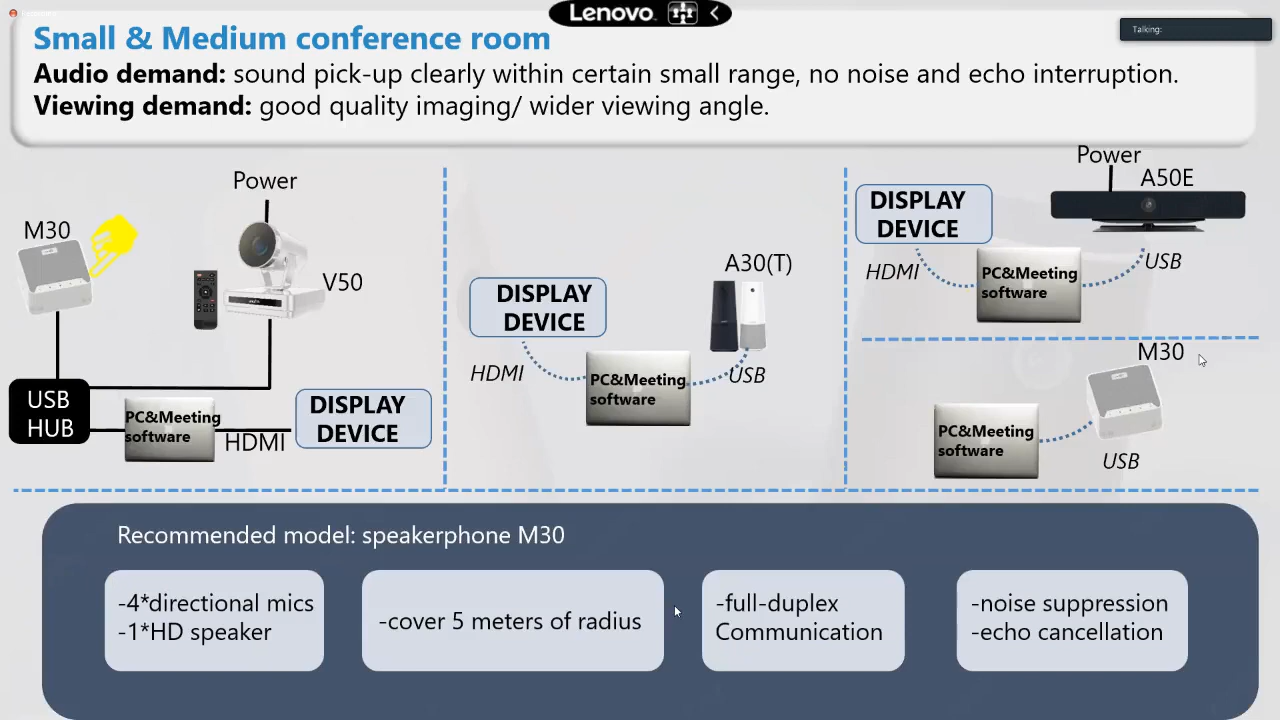 Lenovo
Talking:
Small & Medium conference room
Audio demand: sound pick-up clearly within certain small range, no noise and echo interruption.
Viewing demand: good quality imaging/ wider viewing angle.
Power
M30
V50
USB
HUB
PC&Meeting
software
HDMI
DISPLAY
DEVICE
DISPLAY
DEVICE
A30(T)
HDMI
PC&Meeting
software
USB
Power
A50E
DISPLAY
DEVICE
HDMI
PC&Meeting
software
USB
M30
PC&Meeting
software
USB
Recommended model: speakerphone M30
-4*directional mics
-1*HD speaker
-cover 5 meters of radius
-full-duplex
Communication
-noise suppression
-echo cancellation